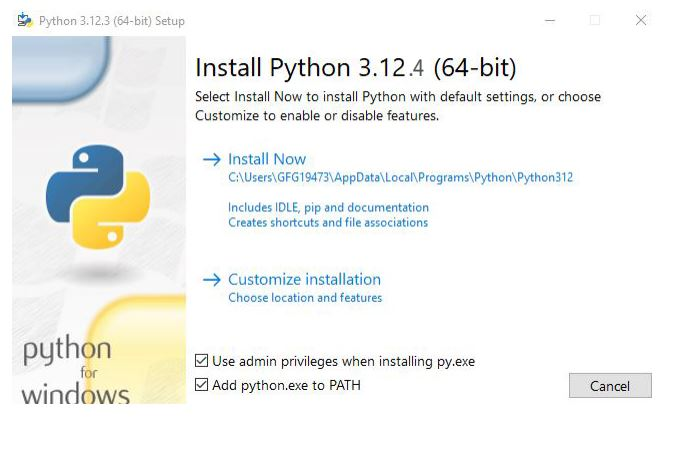 Python 3.12.3 (64-bit) Setup
Install Python 3.12.4 (64-bit)
Select Install Now to install Python with default settings, or choose
Customize to enable or disable features.
Install Now
C:\Users\GFG19473\AppData\Local\Programs\Python\Python312
Includes IDLE, pip and documentation
Creates shortcuts and file associations
Customize installation
Choose location and features
python
for
windows
Use admin privileges when installing py.exe
Add python.exe to PATH
Cancel